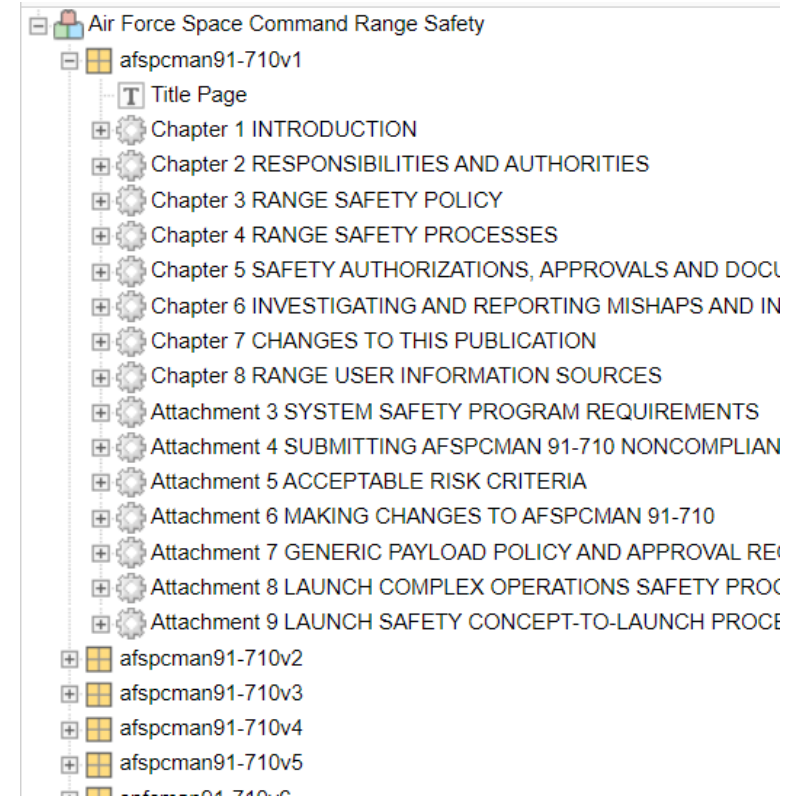 Air Force Space Command Range Safety
afspcman91-710v1
T Title Page
Chapter 1 INTRODUCTION
Chapter 2 RESPONSIBILITIES AND AUTHORITIES
Chapter 3 RANGE SAFETY POLICY
Chapter 4 RANGE SAFETY PROCESSES
Chapter 5 SAFETY AUTHORIZATIONS, APPROVALS AND DOCU
Chapter 6 INVESTIGATING AND REPORTING MISHAPS AND IN
Chapter 7 CHANGES TO THIS PUBLICATION
Chapter 8 RANGE USER INFORMATION SOURCES
Attachment 3 SYSTEM SAFETY PROGRAM REQUIREMENTS
Attachment 4 SUBMITTING AFSPCMAN 91-710 NONCOMPLIAN
Attachment 5 ACCEPTABLE RISK CRITERIA
Attachment 6 MAKING CHANGES TO AFSPCMAN 91-710
Attachment 7 GENERIC PAYLOAD POLICY AND APPROVAL RE
Attachment 8 LAUNCH COMPLEX OPERATIONS SAFETY PROG
Attachment 9 LAUNCH SAFETY CONCEPT-TO-LAUNCH PROCE
afspcman91-710v2
afspcman91-710v3
afspcman91-710v4
afspcman91-710v5